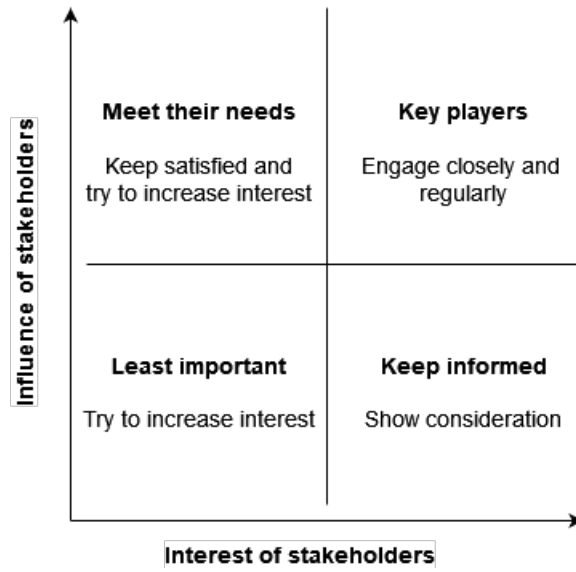 Influence of stakeholders
Meet their needs
Keep satisfied and
try to increase interest
Key players
Engage closely and
regularly
Least important
Try to increase interest
Keep informed
Show consideration
Interest of stakeholders